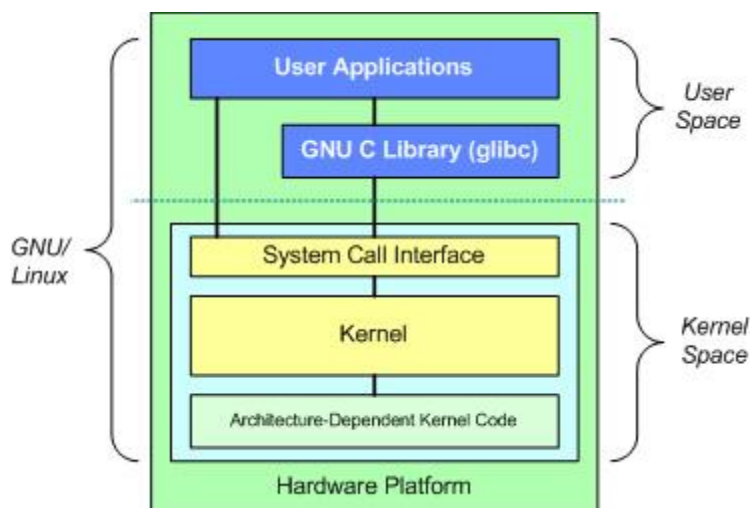 User Applications
User
Space
GNU C Library (glibc)
GNU/
Linux
System Call Interface
Kernel
Kernel
Space
Architecture-Dependent Kernel Code
Hardware Platform